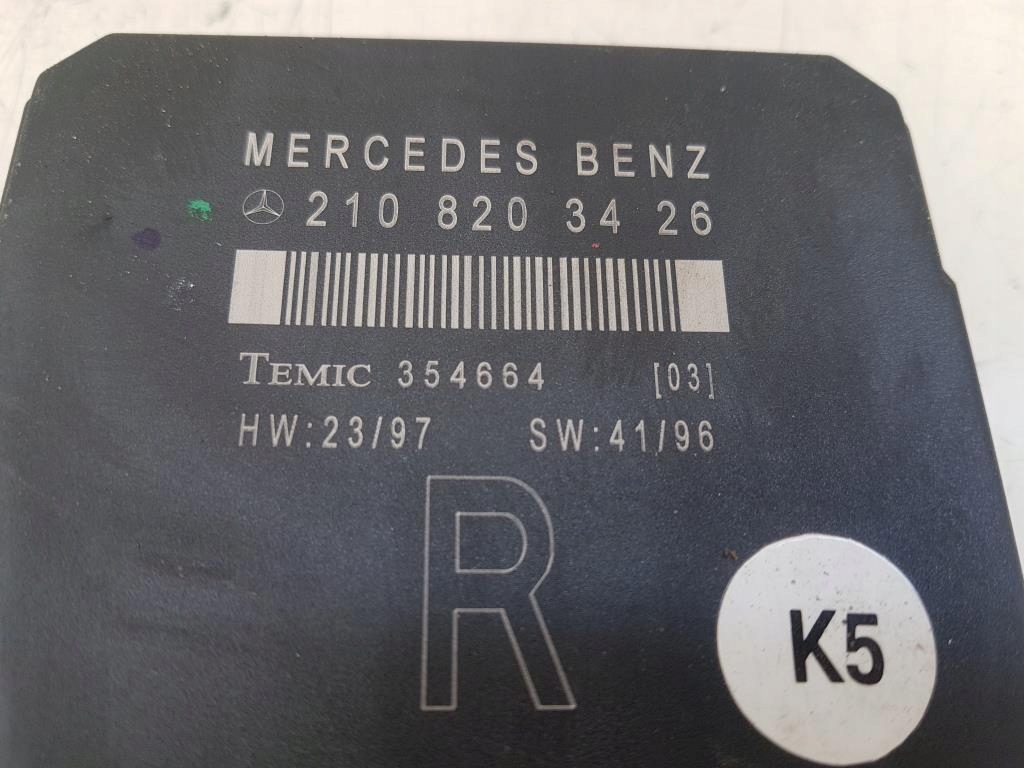 MERCEDES BENZ
210 820 34 26
TEMIC 354664 [03]
HW:23/97 SW:41/96
R
K5